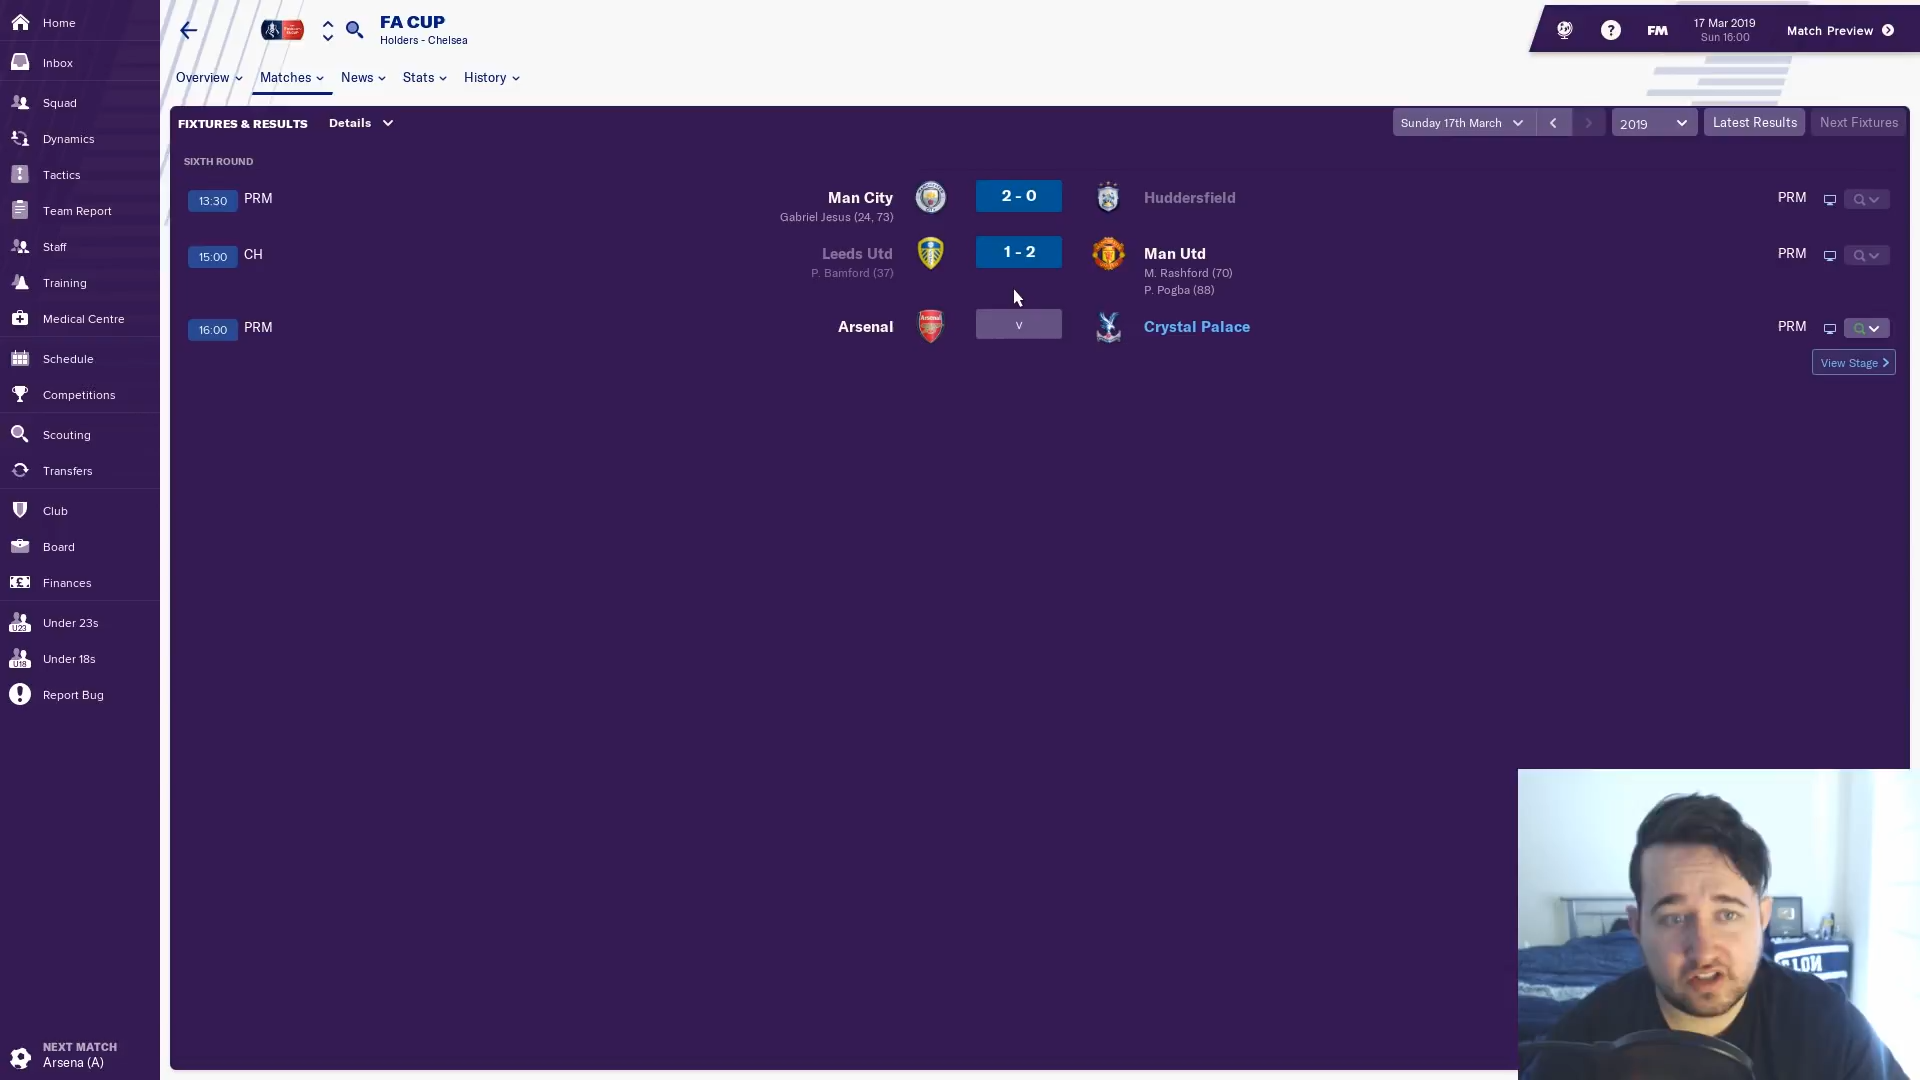 Home
Inbox
Squad
Dynamics
Tactics
Team Report
Staff
Training
Medical Centre
Schedule
Competitions
Scouting
Transfers
Club
Board
Finances
U23
Under 23s
U18
Under 18s
Report Bug
NEXT MATCH
Arsena (A)
FA CUP
Holders - Chelsea
17 Mar 2019
Sun 16:00
FM
Match Preview
Overview
Matches
News
Stats
History
FIXTURES & RESULTS
Details
Sunday 17th March
2019
Latest Results
Next Fixtures
SIXTH ROUND
13:30 PRM Man City 2 - 0 Huddersfield PRM
Gabriel Jesus (24, 73)
15:00 CH Leeds Utd 1 - 2 Man Utd PRM
P. Bamford (37) M. Rashford (70)
P. Pogba (88)
16:00 PRM Arsenal v Crystal Palace PRM
View Stage